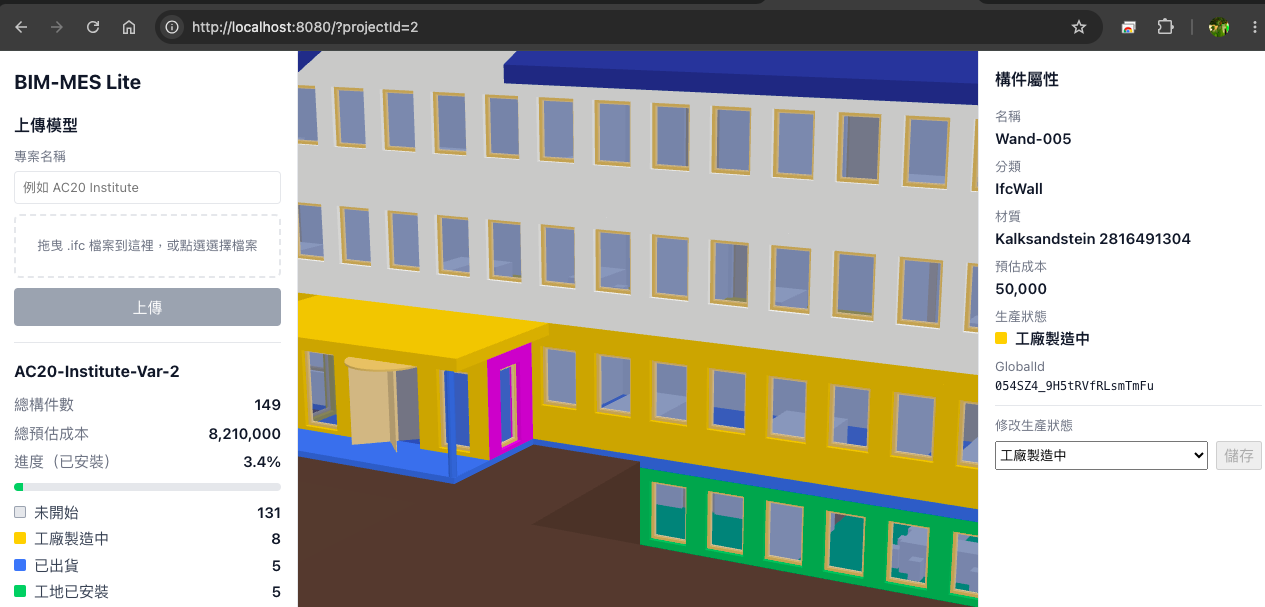 http://localhost:8080/?projectId=2
BIM-MES Lite
上傳模型
專案名稱
例如 AC20 Institute
拖曳 .ifc 檔案到這裡，或點選選擇檔案
上傳
AC20-Institute-Var-2
總構件數 149
總預估成本 8,210,000
進度（已安裝） 3.4%
未開始 131
工廠製造中 8
已出貨 5
工地已安裝 5
構件屬性
名稱
Wand-005
分類
IfcWall
材質
Kalksandstein 2816491304
預估成本
50,000
生產狀態
工廠製造中
GlobalId
054SZ4_9H5tRVfRLsmTmFu
修改生產狀態
工廠製造中 儲存